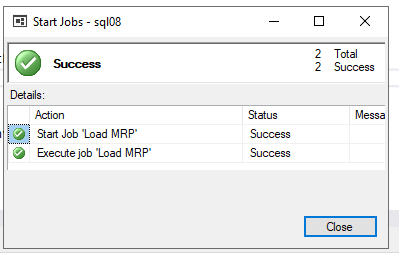 Start Jobs - sql08
Success
2 Total
2 Success
Details:
Action Status Messa
Start Job 'Load MRP' Success
Execute job 'Load MRP' Success
Close